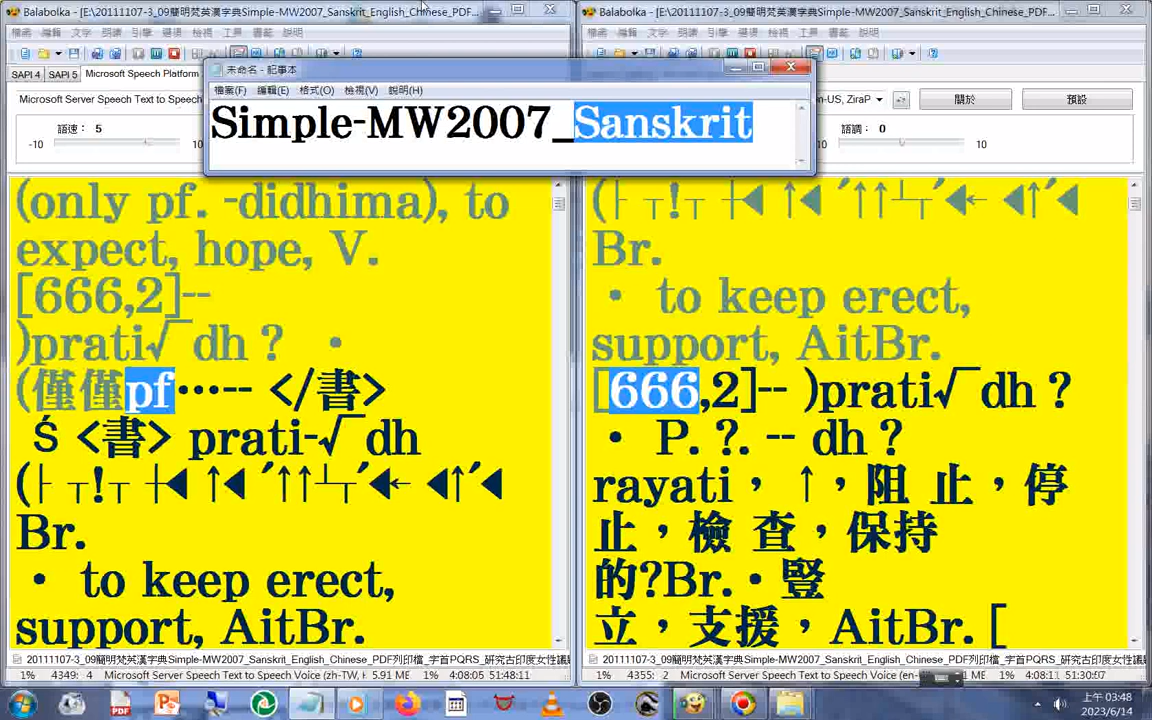 Balabolka - [E:\20111107-3_09簡明梵英漢字典Simple-MW2007_Sanskrit_English_Chinese_PDF...
Balabolka - [E:\20111107-3_09簡明梵英漢字典Simple-MW2007_Sanskrit_English_Chinese_PDF...
SAPI 4 SAPI 5 Microsoft Speech Platform
未命名 - 記事本
檔案(F) 編輯(E) 格式(O) 檢視(V) 說明(H)
Simple-MW2007_Sanskrit
Microsoft Server Speech Text to Speech
en-US, ZiraP
關於
預設
語速： 5
-10
10
語調： 0
10
(only pf. -didhima), to
expect, hope, V.
[666,2]--
)prati√ dh ? •
(僅僅pf…-- </書>
Ś <書> prati-√ dh
(├ ┬!┬ ┼◀ ↑◀ ′↑↑┴┬′◀← ◀↑′◀
Br.
• to keep erect,
support, AitBr.
(├ ┬!┬ ┼◀ ↑◀ ′↑↑┴┬′◀← ◀↑′◀
Br.
• to keep erect,
support, AitBr.
[666,2]-- )prati√ dh ?
• P. ?. -- dh ?
rayati，↑，阻 止，停
止，檢 查，保持
的?Br.•豎
立，支援，AitBr. [
20111107-3_09簡明梵英漢字典Simple-MW2007_Sanskrit_English_Chinese_PDF列印檔_字首PQRS_研究古印度女性議
20111107-3_09簡明梵英漢字典Simple-MW2007_Sanskrit_English_Chinese_PDF列印檔_字首PQRS_研究古印度女性議
1% 4349: 4 Microsoft Server Speech Text to Speech Voice (zh-TW, H 5.91 MB 1% 4:08:05 51:48:11
1% 4355: 2 Microsoft Server Speech Text to Speech Voice (en- 1% 4:08:11 51:30:07
上午 03:48
2023/6/14